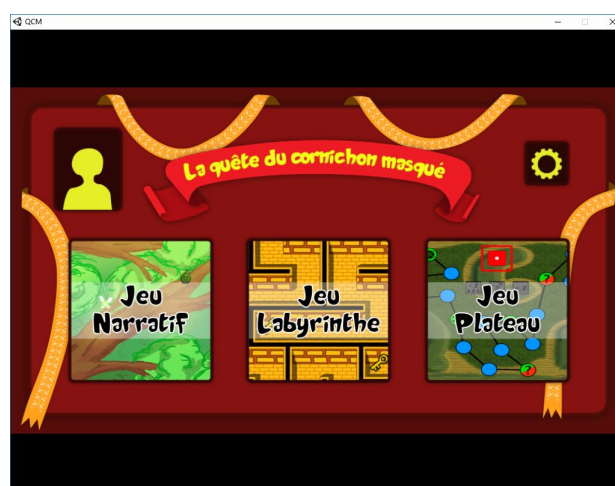 QCM
La quête du cornichon masqué
Jeu
Narratif
Jeu
Labyrinthe
Jeu
Plateau
?
?